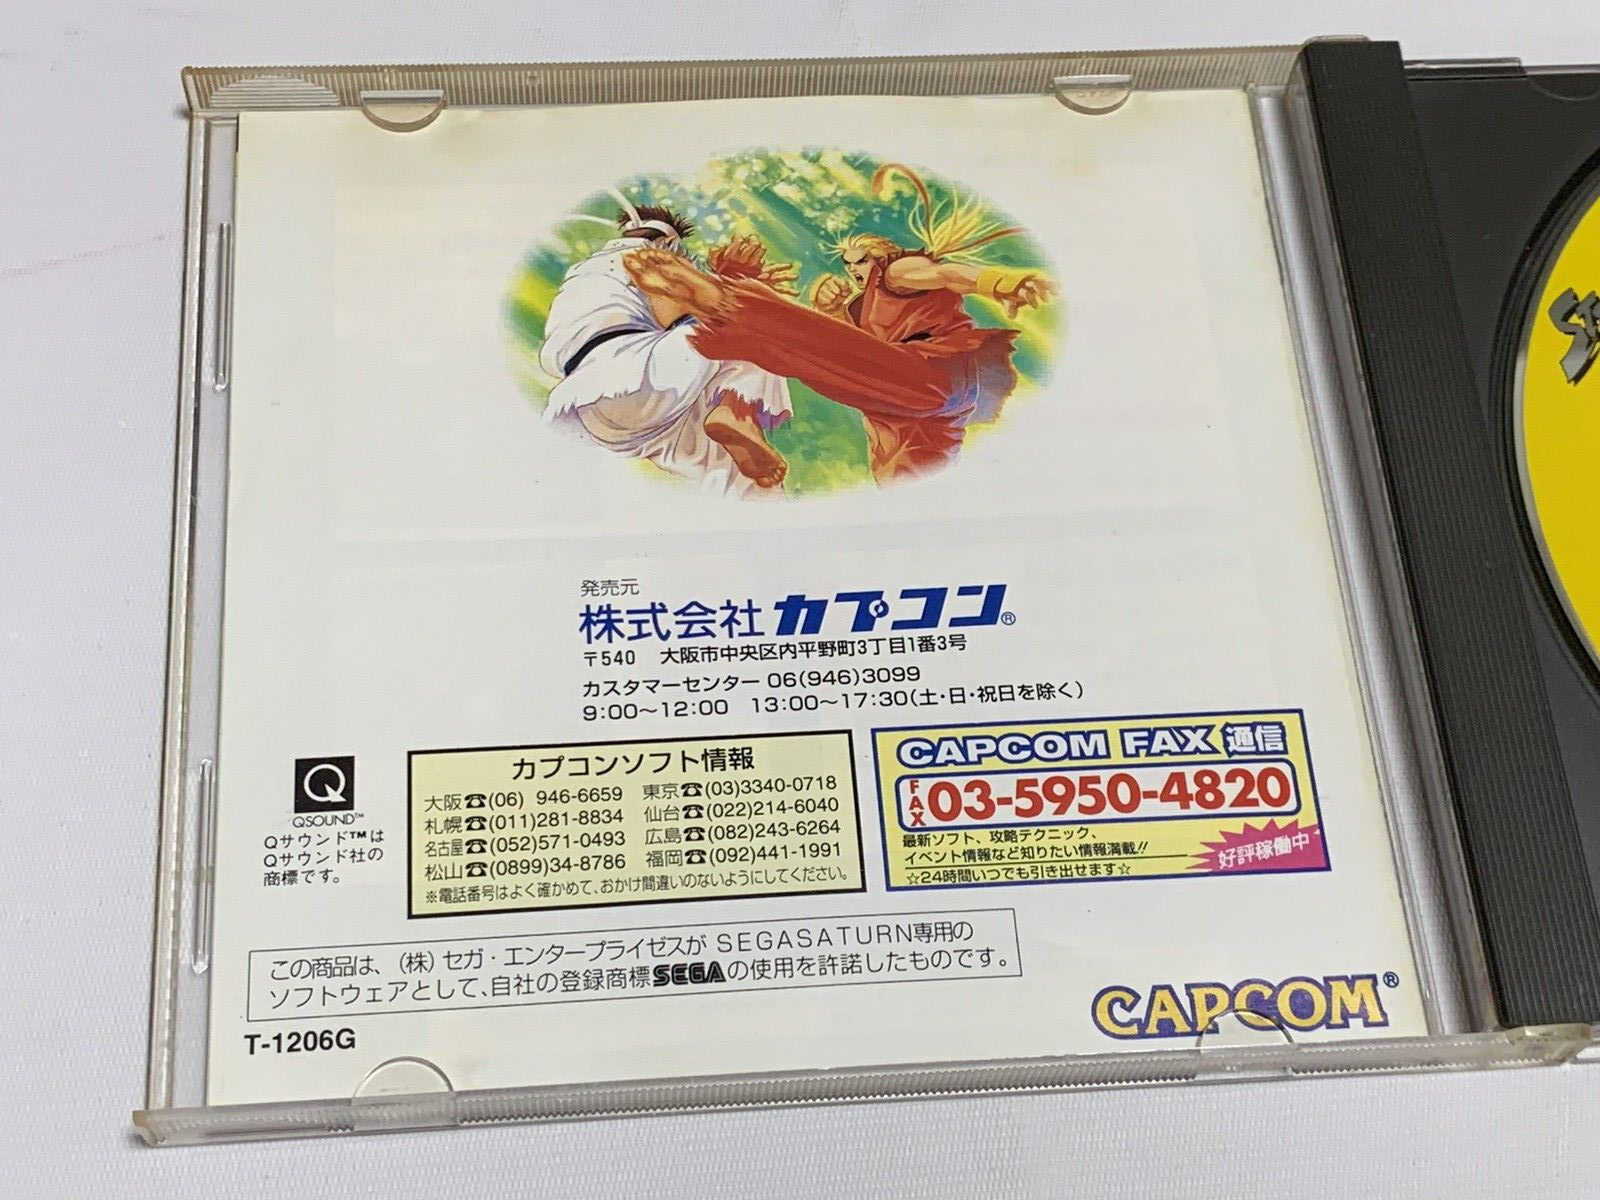 発売元
株式会社カプコン®
〒540 大阪市中央区内平野町3丁目1番3号
カスタマーセンター 06(946)3099
9:00〜12:00 13:00〜17:30(土・日・祝日を除く)
Q
QSOUND™
Qサウンド™は
Qサウンド社の
商標です。
カプコンソフト情報
大阪☎(06) 946-6659 東京☎(03)3340-0718
札幌☎(011)281-8834 仙台☎(022)214-6040
名古屋☎(052)571-0493 広島☎(082)243-6264
松山☎(0899)34-8786 福岡☎(092)441-1991
※電話番号はよく確かめて、おかけ間違いのないようにしてください。
CAPCOM FAX 通信
FAX 03-5950-4820
最新ソフト、攻略テクニック、
イベント情報など知りたい情報満載!!
☆24時間いつでも引き出せます☆
好評稼働中
この商品は、(株)セガ・エンタープライゼスが SEGASATURN専用の
ソフトウェアとして、自社の登録商標SEGAの使用を許諾したものです。
T-1206G
CAPCOM®